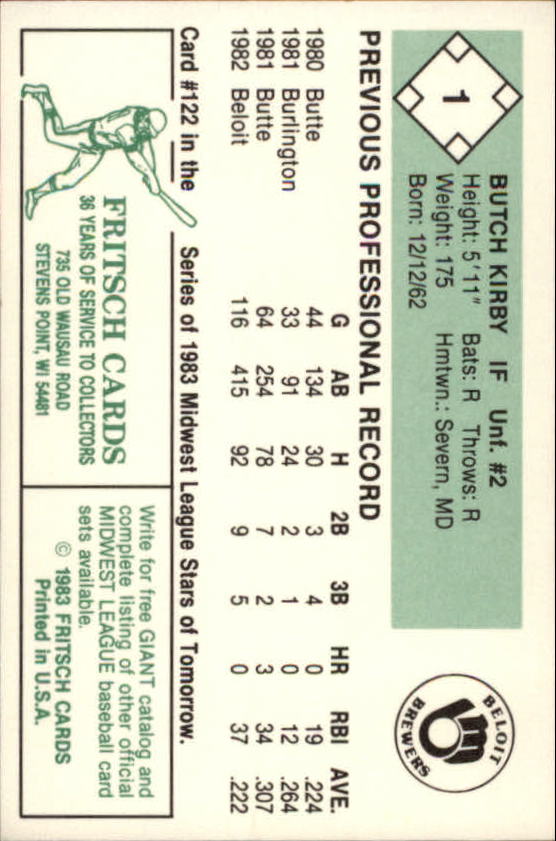 1
BUTCH KIRBY IF Unf. #2
Height: 5'11" Bats: R Throws: R
Weight: 175 Hmtwn.: Severn, MD
Born: 12/12/62
BELOIT
BREWERS
PREVIOUS PROFESSIONAL RECORD
G AB H 2B 3B HR RBI AVE.
1980 Butte 44 134 30 3 4 0 19 .224
1981 Burlington 33 91 24 2 1 0 12 .264
1981 Butte 64 254 78 7 2 3 34 .307
1982 Beloit 116 415 92 9 5 0 37 .222
Card #122 in the Series of 1983 Midwest League Stars of Tomorrow.
FRITSCH CARDS
36 YEARS OF SERVICE TO COLLECTORS
735 OLD WAUSAU ROAD
STEVENS POINT, WI 54481
Write for free GIANT catalog and
complete listing of other official
MIDWEST LEAGUE baseball card
sets available.
© 1983 FRITSCH CARDS
Printed in U.S.A.